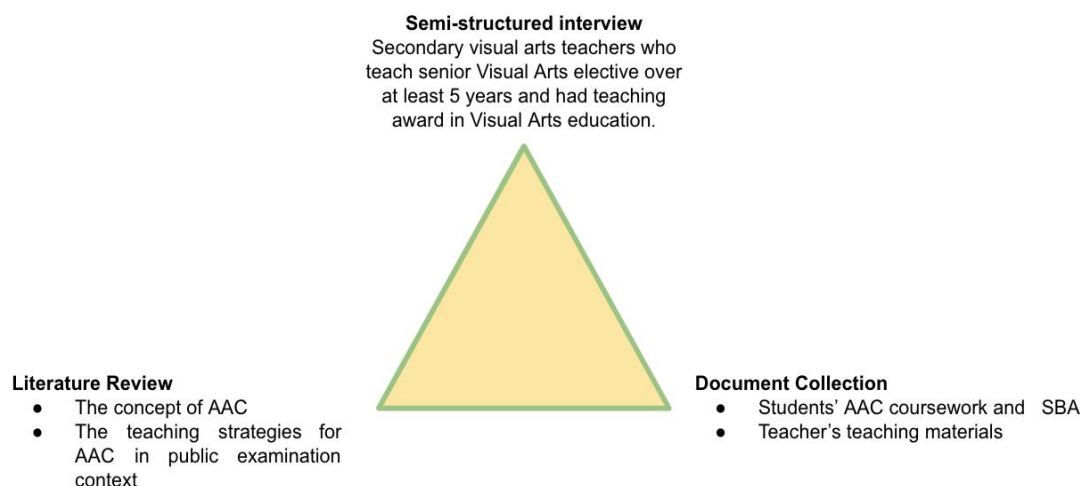 Semi-structured interview
Secondary visual arts teachers who
teach senior Visual Arts elective over
at least 5 years and had teaching
award in Visual Arts education.
Literature Review
● The concept of AAC
● The teaching strategies for
AAC in public examination
context
Document Collection
● Students' AAC coursework and SBA
● Teacher's teaching materials